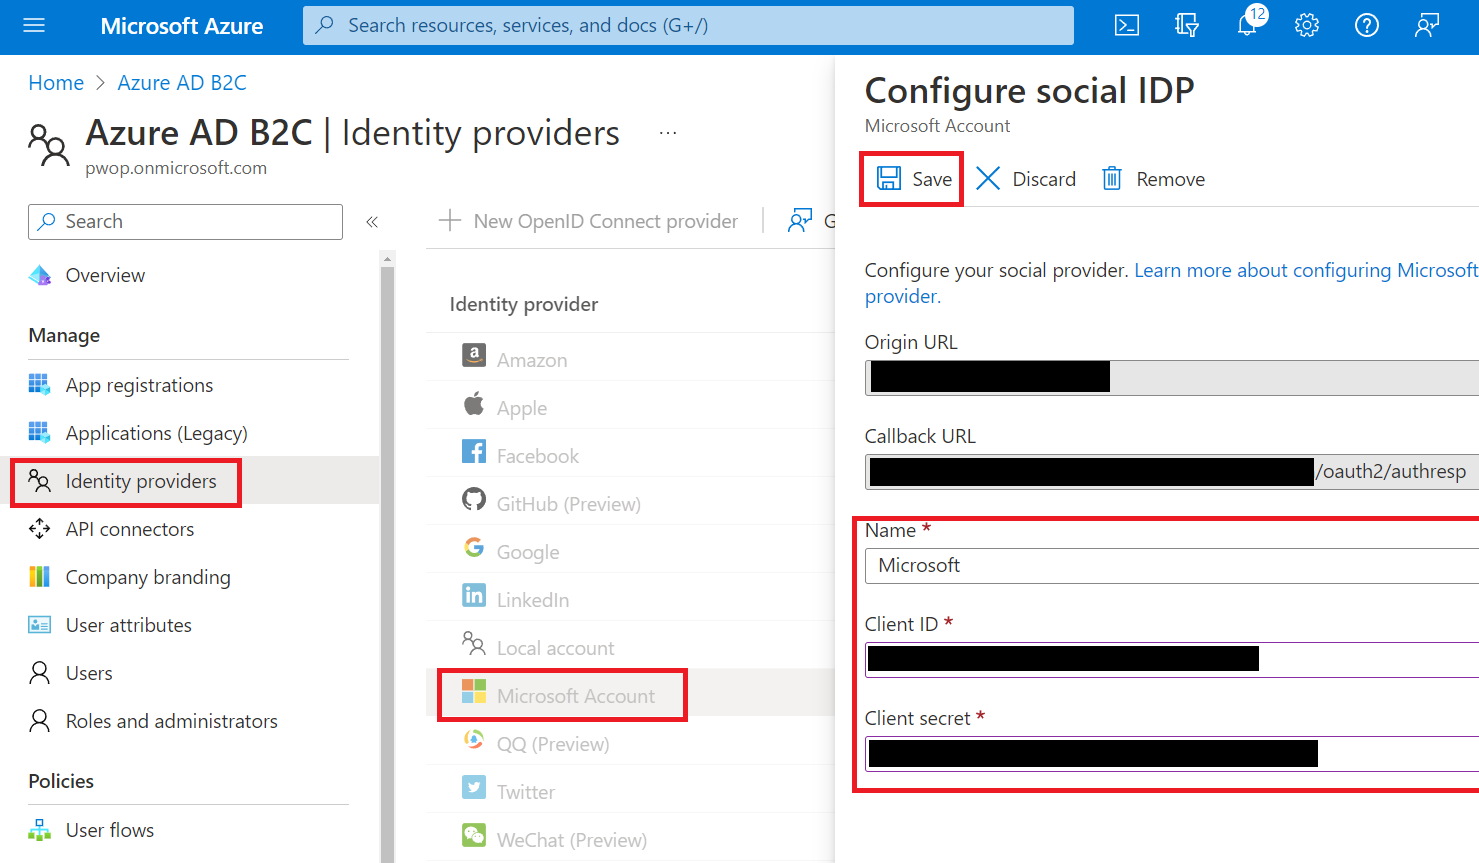 Microsoft Azure
Search resources, services, and docs (G+/)
12
Home > Azure AD B2C
Azure AD B2C | Identity providers ...
pwop.onmicrosoft.com
Search
«
Overview
Manage
App registrations
Applications (Legacy)
Identity providers
API connectors
Company branding
User attributes
Users
Roles and administrators
Policies
User flows
New OpenID Connect provider
G
Identity provider
Amazon
Apple
Facebook
GitHub (Preview)
Google
LinkedIn
Local account
Microsoft Account
QQ (Preview)
Twitter
WeChat (Preview)
Configure social IDP
Microsoft Account
Save Discard Remove
Configure your social provider. Learn more about configuring Microsoft
provider.
Origin URL
Callback URL
/oauth2/authresp
Name *
Microsoft
Client ID *
Client secret *